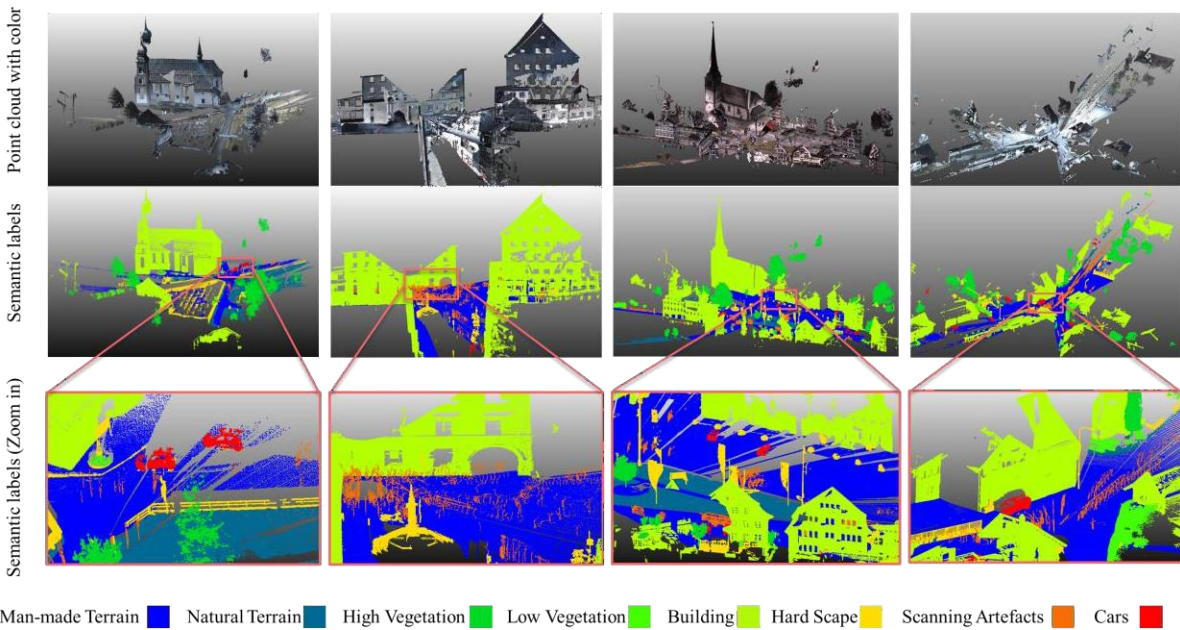 Point cloud with color
Semantic labels
Semantic labels (Zoom in)
Man-made Terrain Natural Terrain High Vegetation Low Vegetation Building Hard Scape Scanning Artefacts Cars